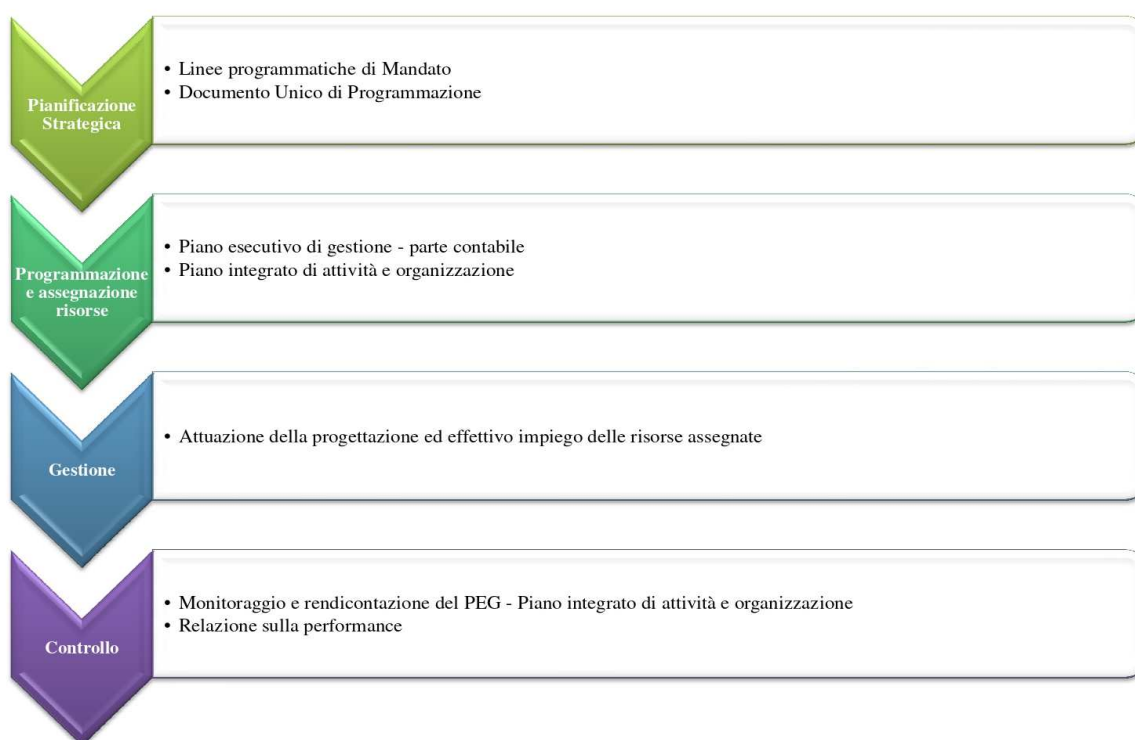 Pianificazione
Strategica
• Linee programmatiche di Mandato
• Documento Unico di Programmazione
Programmazione
e assegnazione
risorse
• Piano esecutivo di gestione - parte contabile
• Piano integrato di attività e organizzazione
Gestione
• Attuazione della progettazione ed effettivo impiego delle risorse assegnate
Controllo
• Monitoraggio e rendicontazione del PEG - Piano integrato di attività e organizzazione
• Relazione sulla performance